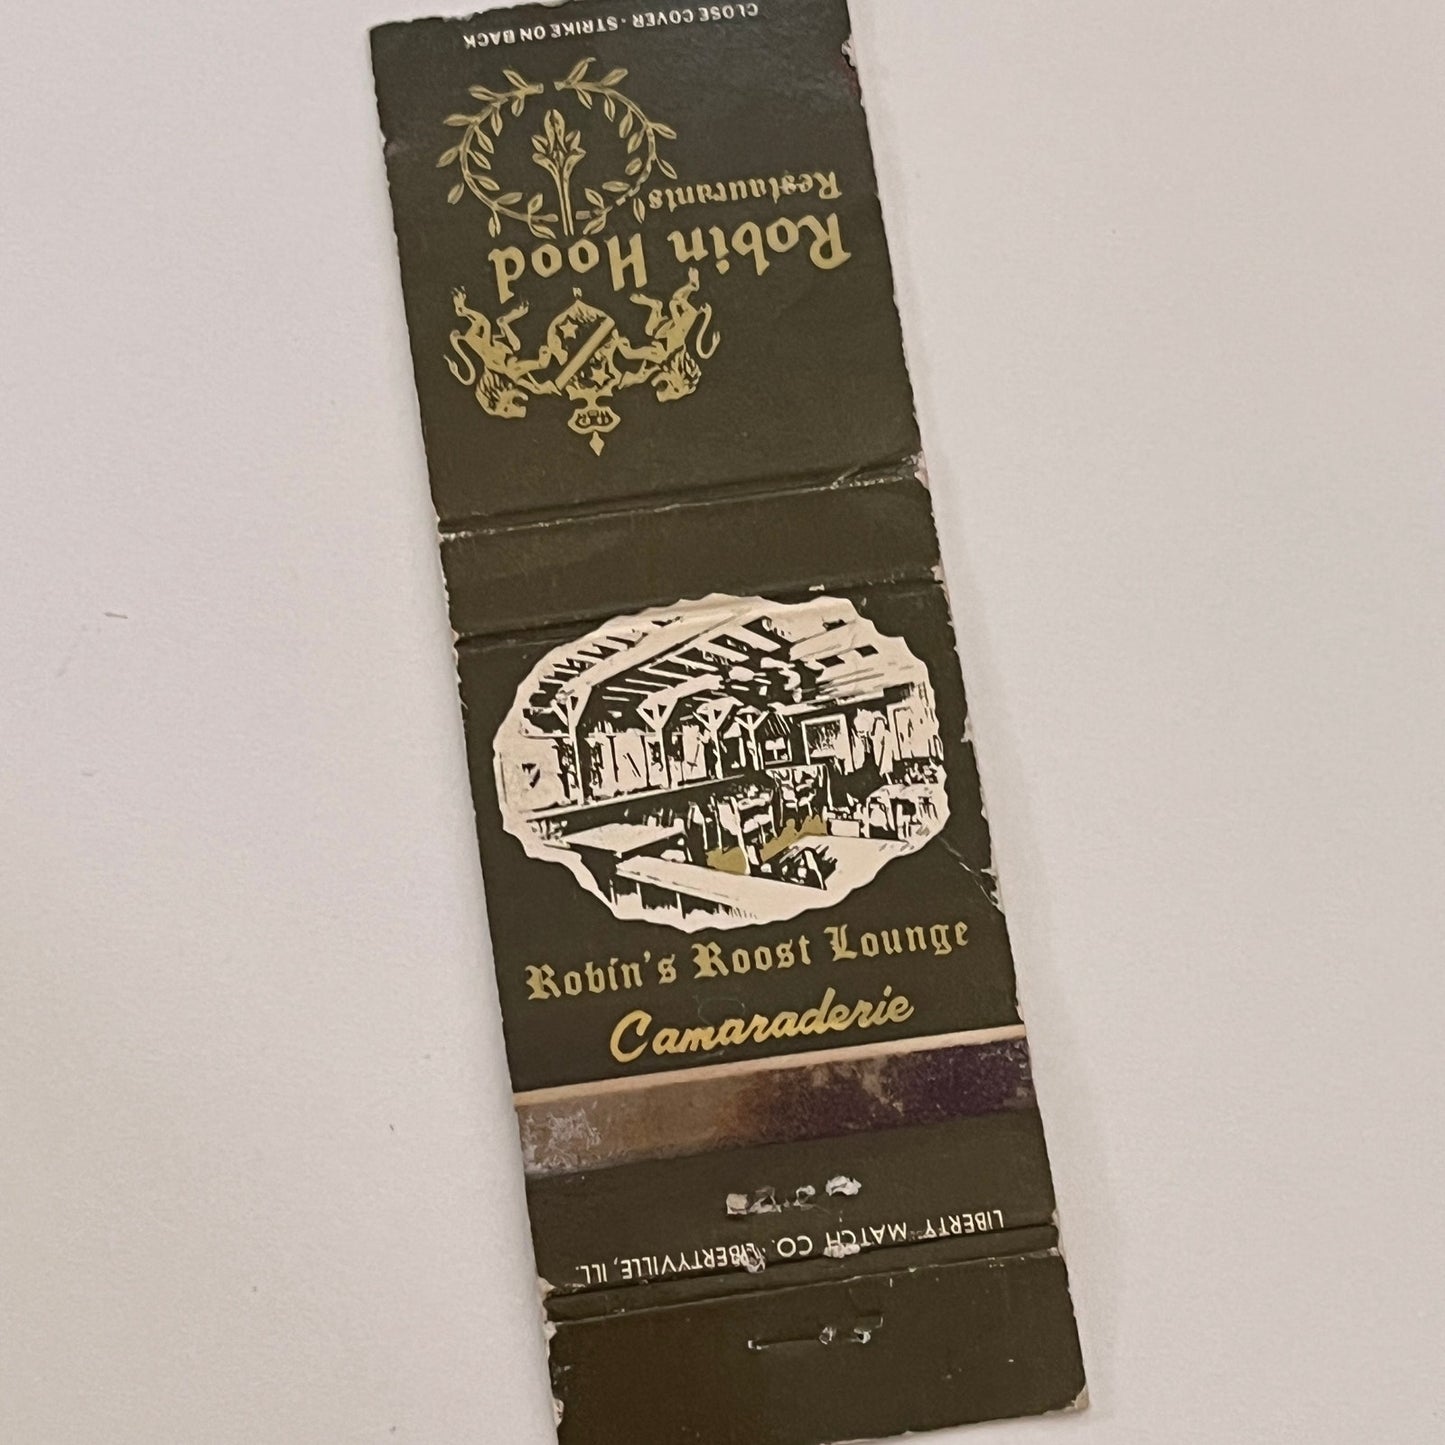 CLOSE COVER - STRIKE ON BACK
Restaurants
Robin Hood
Robin's Roost Lounge
Camaraderie
LIBERTY MATCH CO. LIBERTYVILLE, ILL.